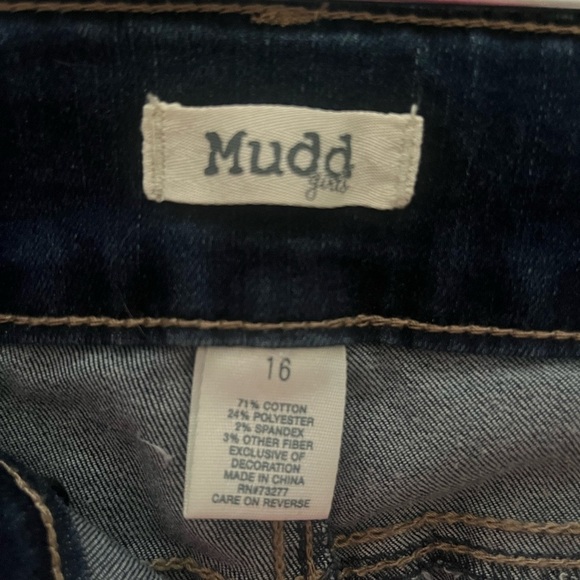 Mudd
girls
16
71% COTTON
24% POLYESTER
2% SPANDEX
3% OTHER FIBER
EXCLUSIVE OF
DECORATION
MADE IN CHINA
RN#73277
CARE ON REVERSE